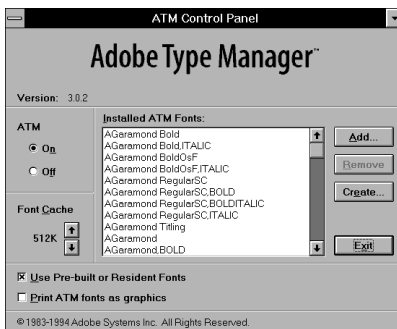 ATM Control Panel
Adobe Type Manager™
Version: 3.0.2
ATM
On
Off
Font Cache
512K
Installed ATM Fonts:
AGaramond Bold
AGaramond Bold,ITALIC
AGaramond BoldOsF
AGaramond BoldOsF,ITALIC
AGaramond RegularSC
AGaramond RegularSC,BOLD
AGaramond RegularSC,BOLDITALIC
AGaramond RegularSC,ITALIC
AGaramond Titling
AGaramond
AGaramond,BOLD
Add...
Remove
Create...
Exit
Use Pre-built or Resident Fonts
Print ATM fonts as graphics
©1983-1994 Adobe Systems Inc. All Rights Reserved.